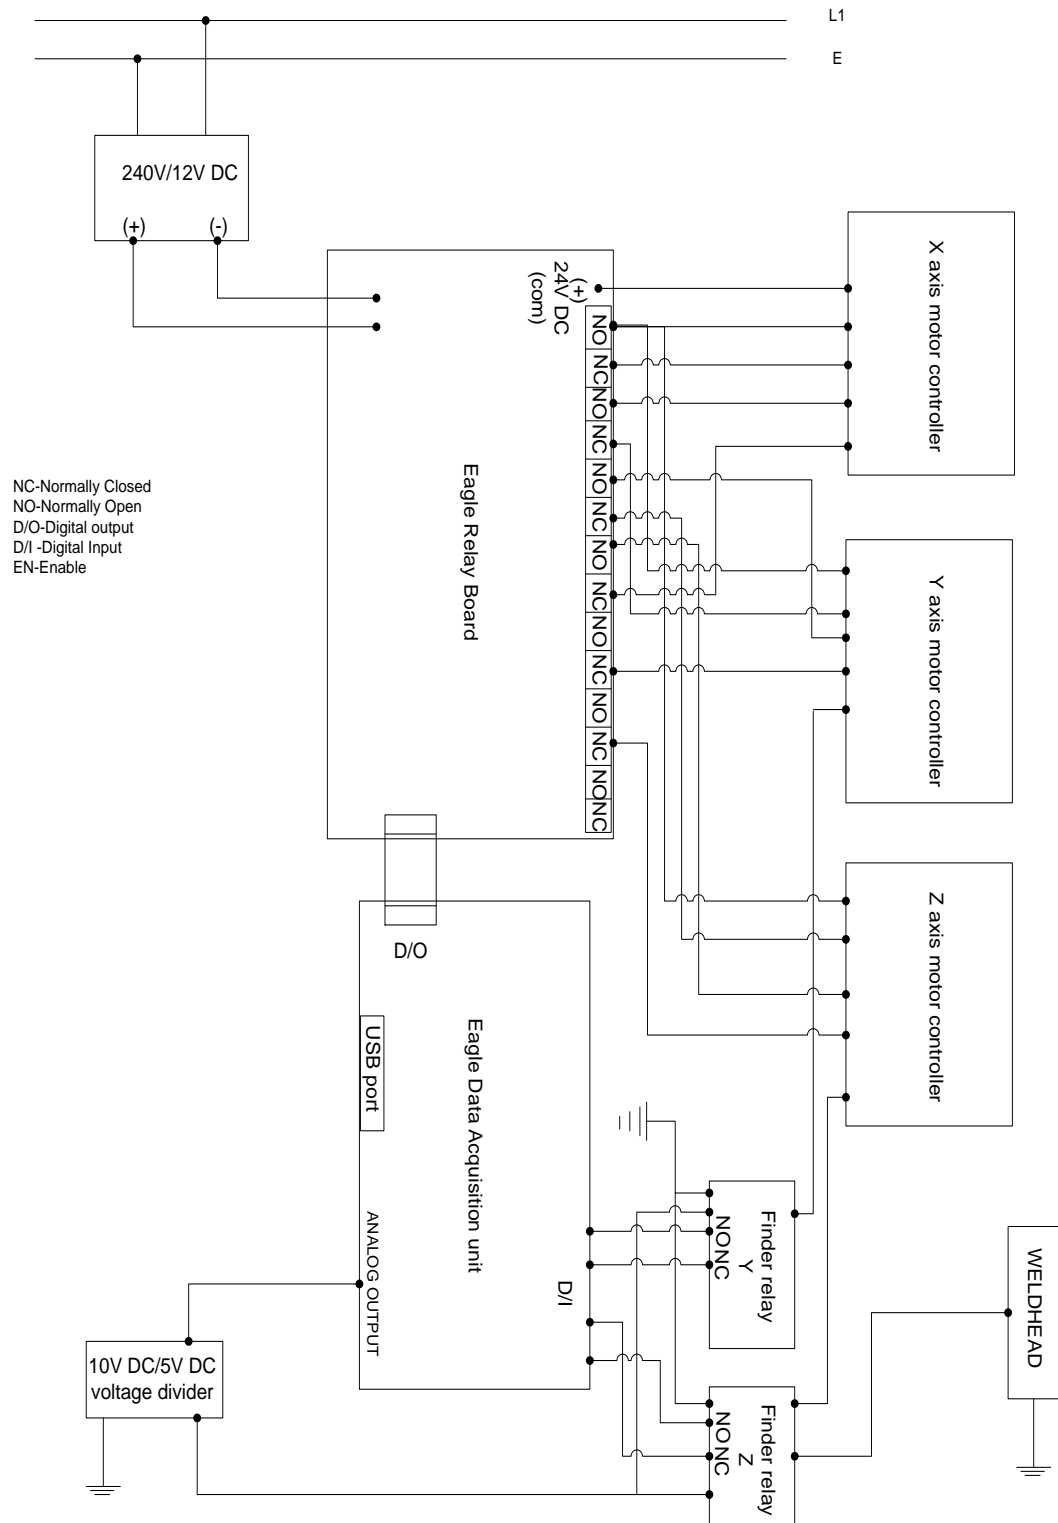 L1
E
240V/12V DC
(+)
(-)
(+)
24V DC
(com)
NO
NC
NO
NC
NO
NC
NO
NC
NO
NC
NO
NC
NO
NC
Eagle Relay Board
X axis motor controller
NC-Normally Closed
NO-Normally Open
D/O-Digital output
D/I -Digital Input
EN-Enable
Y axis motor controller
Z axis motor controller
D/O
USB port
Eagle Data Acquisition unit
ANALOG OUTPUT
D/I
Finder relay
Y
NO
NC
Finder relay
Z
NO
NC
WELDHEAD
10V DC/5V DC
voltage divider